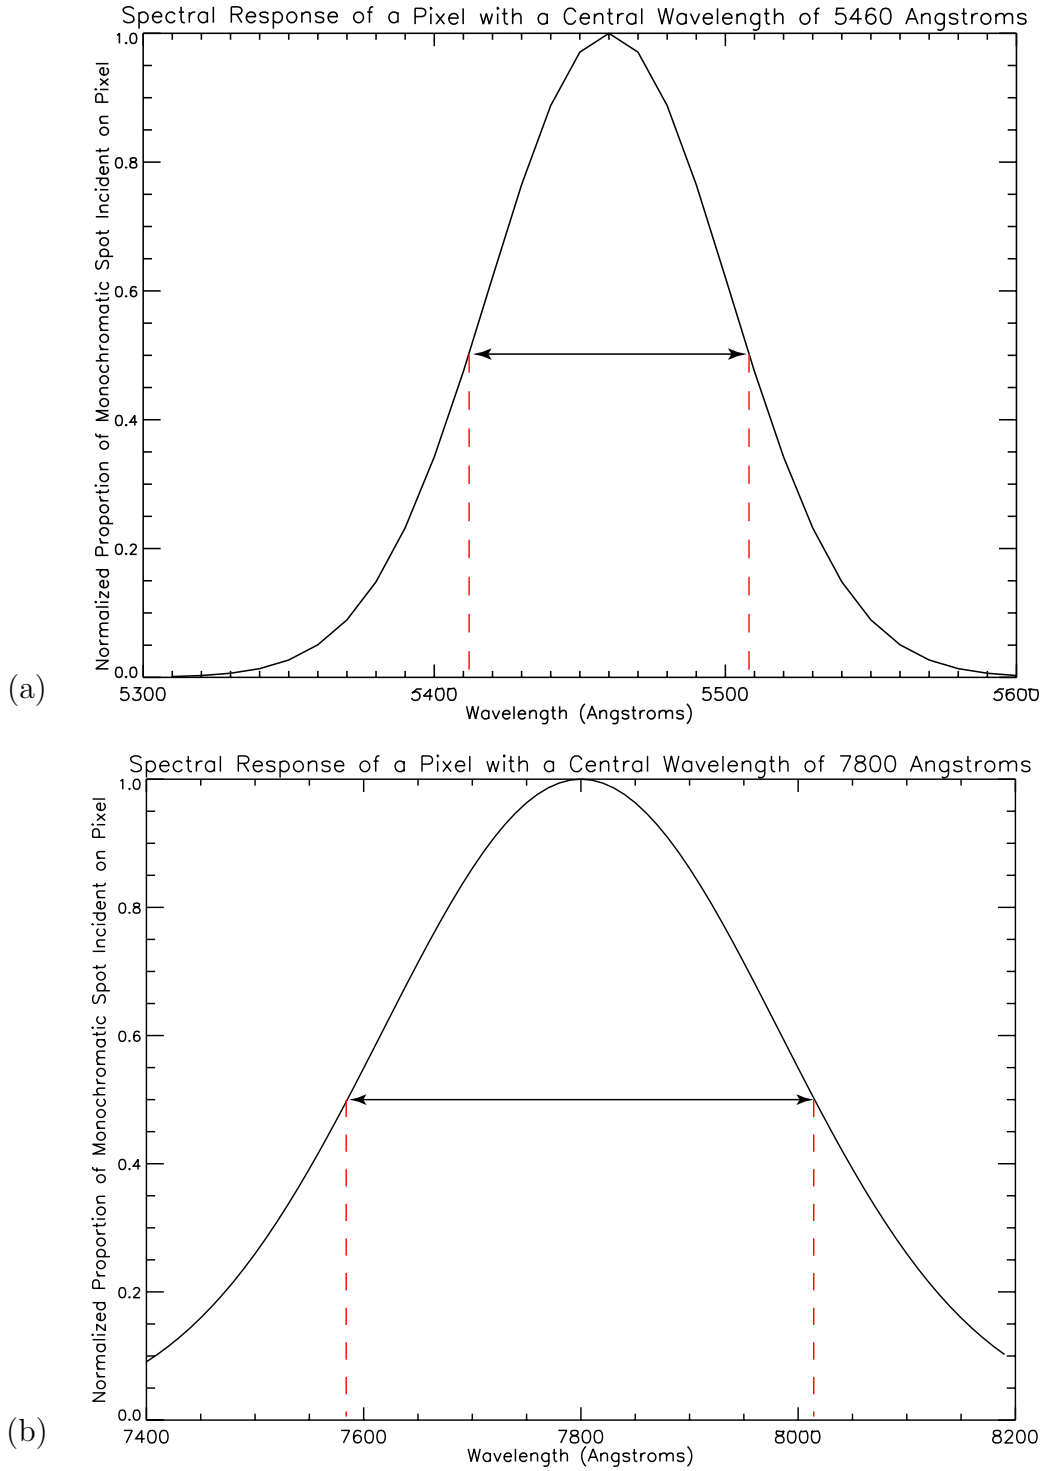 Spectral Response of a Pixel with a Central Wavelength of 5460 Angstroms
Normalized Proportion of Monochromatic Spot Incident on Pixel
1.0
0.8
0.6
0.4
0.2
0.0
5300 5400 5500 5600
Wavelength (Angstroms)
(a)
Spectral Response of a Pixel with a Central Wavelength of 7800 Angstroms
Normalized Proportion of Monochromatic Spot Incident on Pixel
1.0
0.8
0.6
0.4
0.2
0.0
7400 7600 7800 8000 8200
Wavelength (Angstroms)
(b)